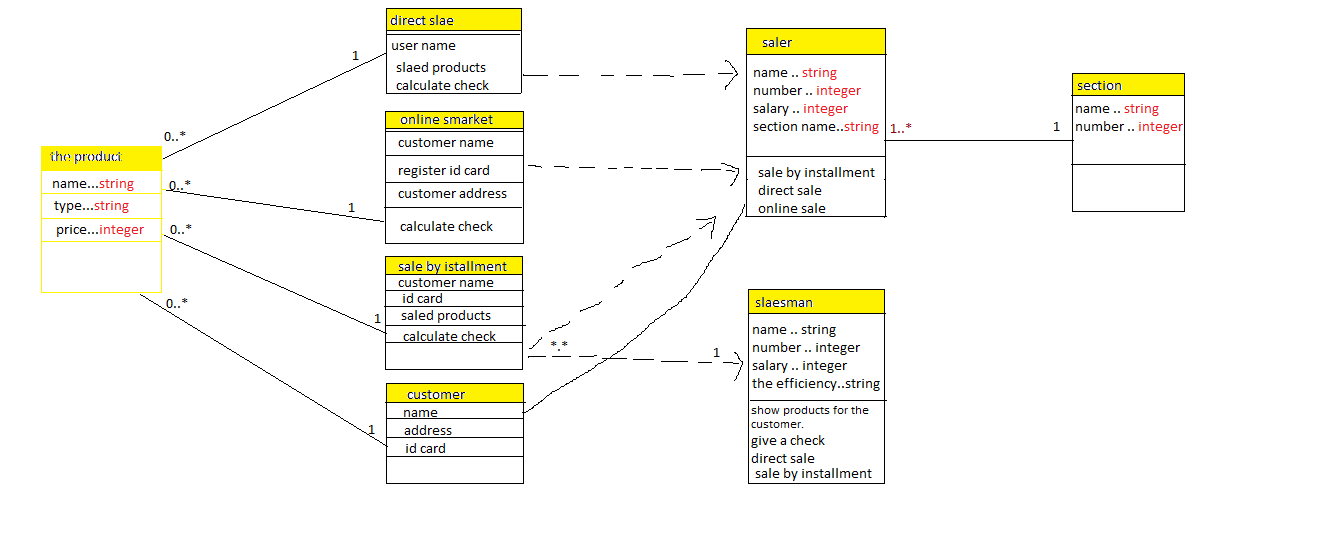 the product
name...string
type...string
price...integer
0..*
0..*
0..*
0..*
1
1
1
1
direct slae
user name
slaed products
calculate check
online smarket
customer name
register id card
customer address
calculate check
sale by istallment
customer name
id card
saled products
calculate check
customer
name
address
id card
*.*
1
saler
name .. string
number .. integer
salary .. integer
section name..string
sale by installment
direct sale
online sale
1..*
1
section
name .. string
number .. integer
slaesman
name .. string
number .. integer
salary .. integer
the efficiency..string
show products for the
customer.
give a check
direct sale
sale by installment